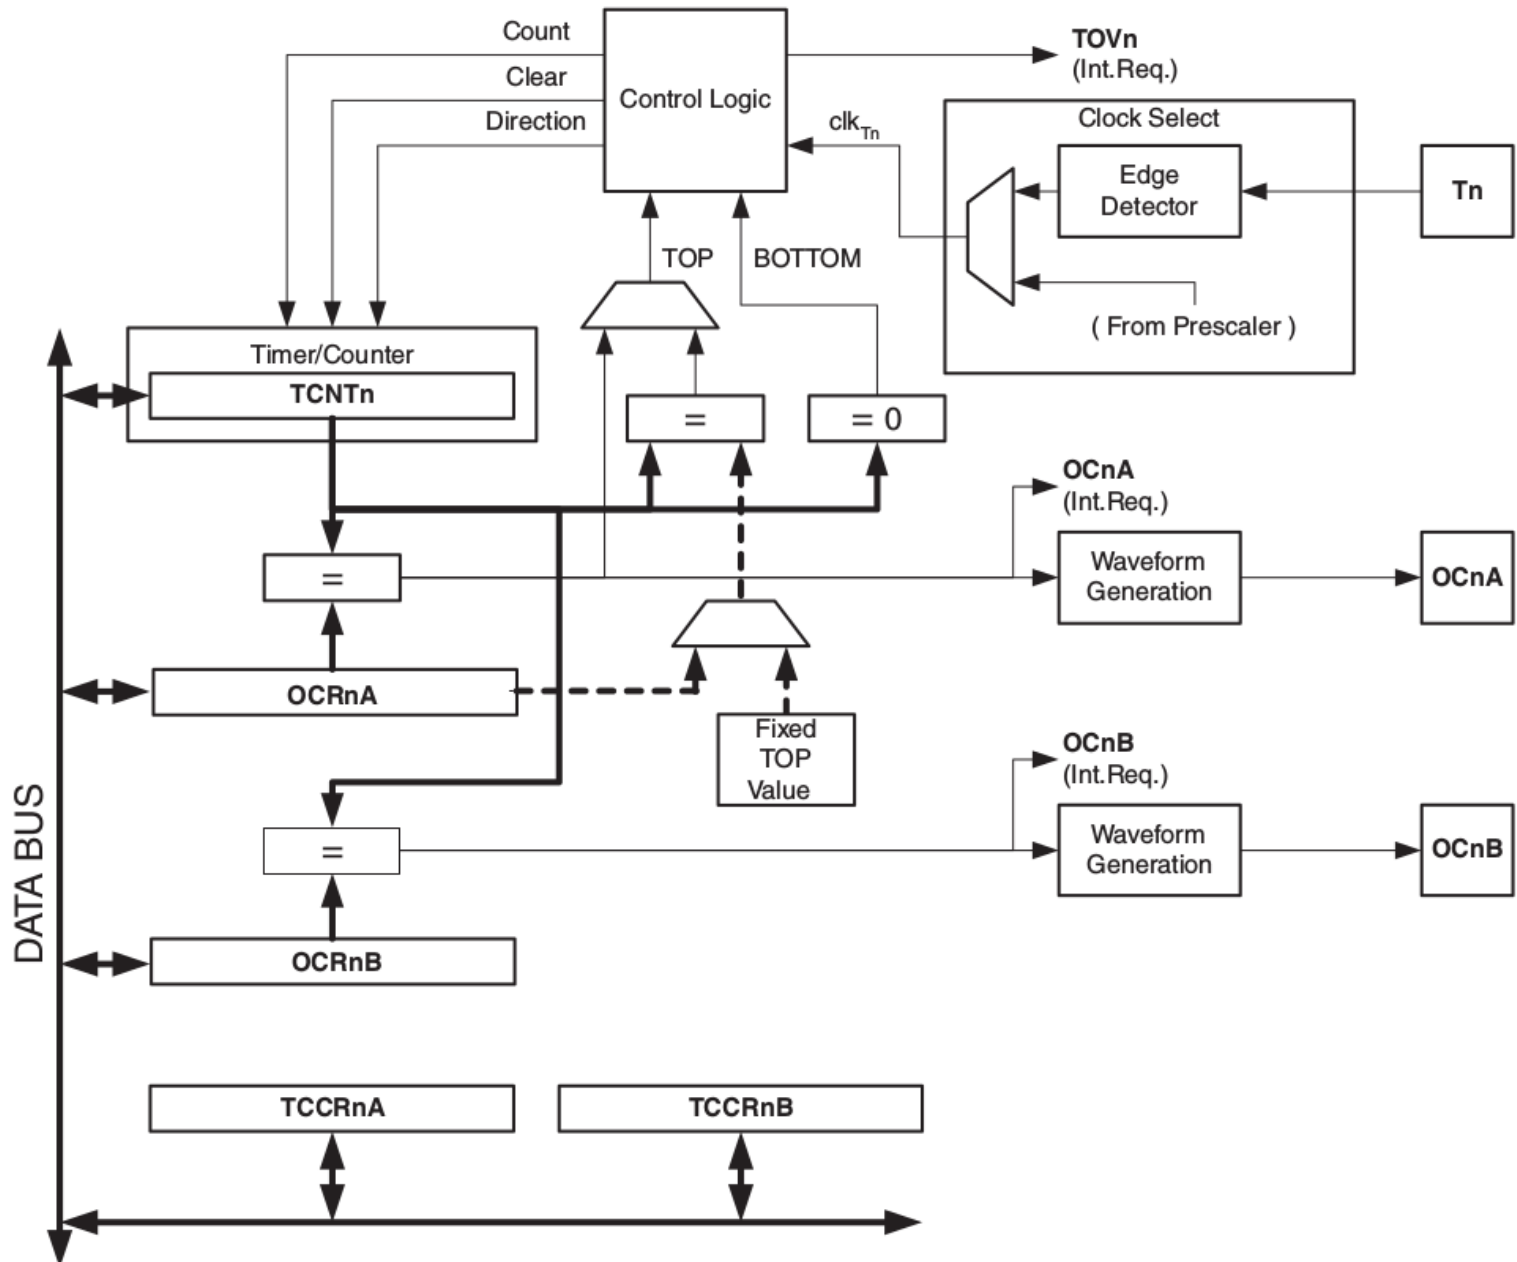 Count
Clear
Direction
Control Logic
TOVn
(Int.Req.)
clkTn
Clock Select
Edge
Detector
Tn
TOP
BOTTOM
( From Prescaler )
Timer/Counter
TCNTn
=
= 0
OCnA
(Int.Req.)
=
Waveform
Generation
OCnA
OCRnA
Fixed
TOP
Value
OCnB
(Int.Req.)
=
Waveform
Generation
OCnB
DATA BUS
OCRnB
TCCRnA
TCCRnB